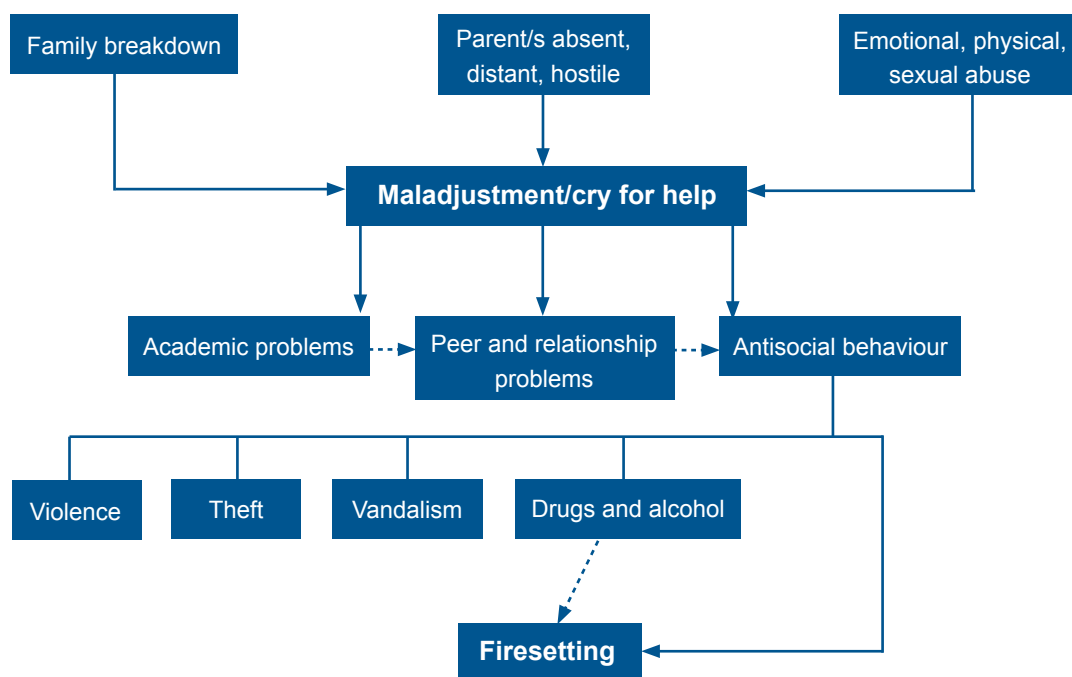 Family breakdown
Parent/s absent,
distant, hostile
Emotional, physical,
sexual abuse
Maladjustment/cry for help
Academic problems
Peer and relationship
problems
Antisocial behaviour
Violence
Theft
Vandalism
Drugs and alcohol
Firesetting